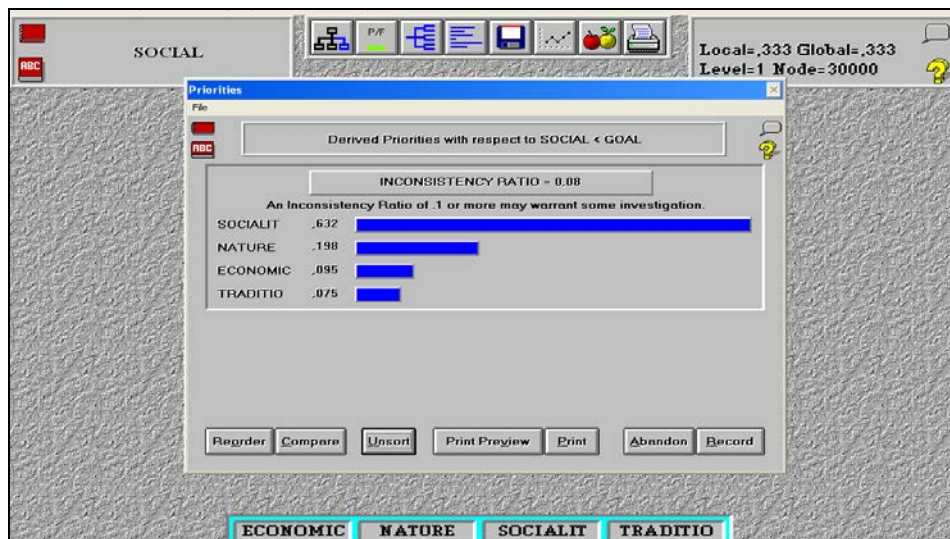 SOCIAL
P/F
Local=,333 Global=,333
Level=1 Node=30000
ABC
Priorities
File
ABC
Derived Priorities with respect to SOCIAL < GOAL
INCONSISTENCY RATIO = 0.08
An Inconsistency Ratio of .1 or more may warrant some investigation.
SOCIALIT ,632
NATURE ,198
ECONOMIC ,095
TRADITIO ,075
Reorder Compare Unsort Print Preview Print Abandon Record
ECONOMIC NATURE SOCIALIT TRADITIO